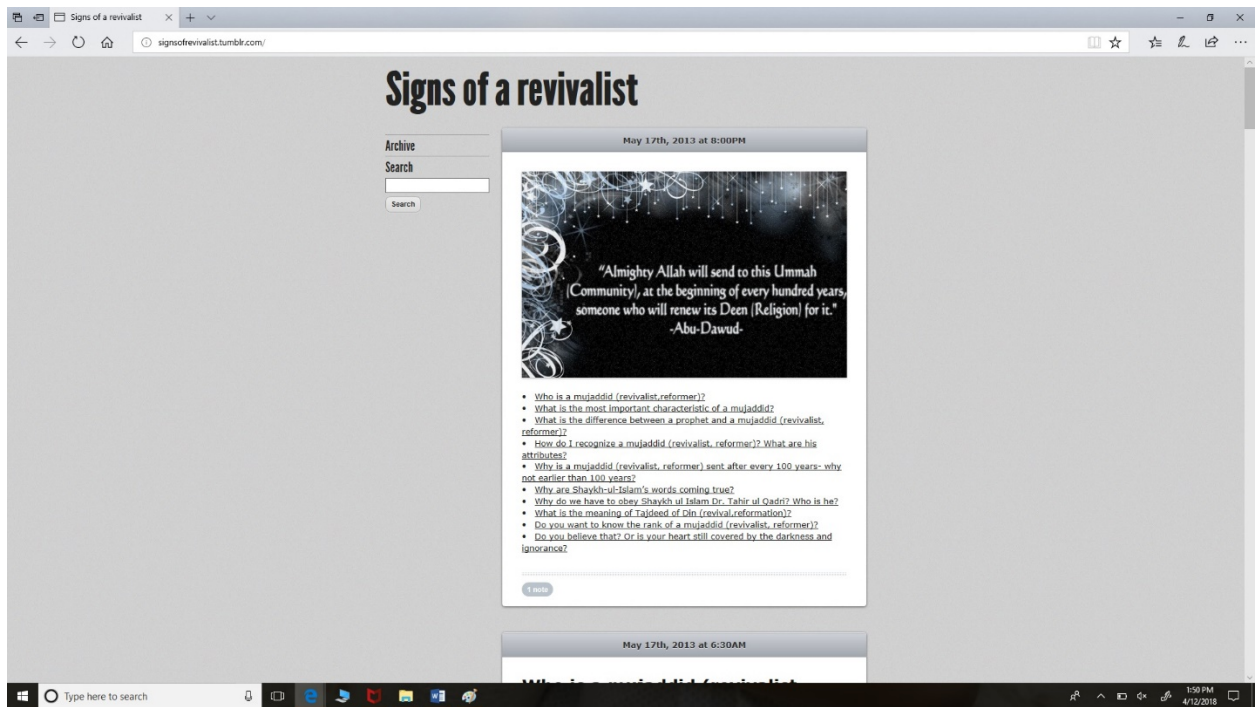 Signs of a revivalist
signsofrevivalist.tumblr.com/
Signs of a revivalist
Archive
Search
Search
May 17th, 2013 at 8:00PM
"Almighty Allah will send to this Ummah
(Community), at the beginning of every hundred years,
someone who will renew its Deen (Religion) for it."
-Abu-Dawud-
• Who is a mujaddid (revivalist,reformer)?
• What is the most important characteristic of a mujaddid?
• What is the difference between a prophet and a mujaddid (revivalist,
reformer)?
• How do I recognize a mujaddid (revivalist, reformer)? What are his
attributes?
• Why is a mujaddid (revivalist, reformer) sent after every 100 years- why
not earlier than 100 years?
• Why are Shaykh-ul-Islam's words coming true?
• Why do we have to obey Shaykh ul Islam Dr. Tahir ul Qadri? Who is he?
• What is the meaning of Tajdeed of Din (revival,reformation)?
• Do you want to know the rank of a mujaddid (revivalist, reformer)?
• Do you believe that? Or is your heart still covered by the darkness and
ignorance?
1 note
May 17th, 2013 at 6:30AM
Who is a mujaddid (revivalist
Type here to search
1:50 PM
4/12/2018